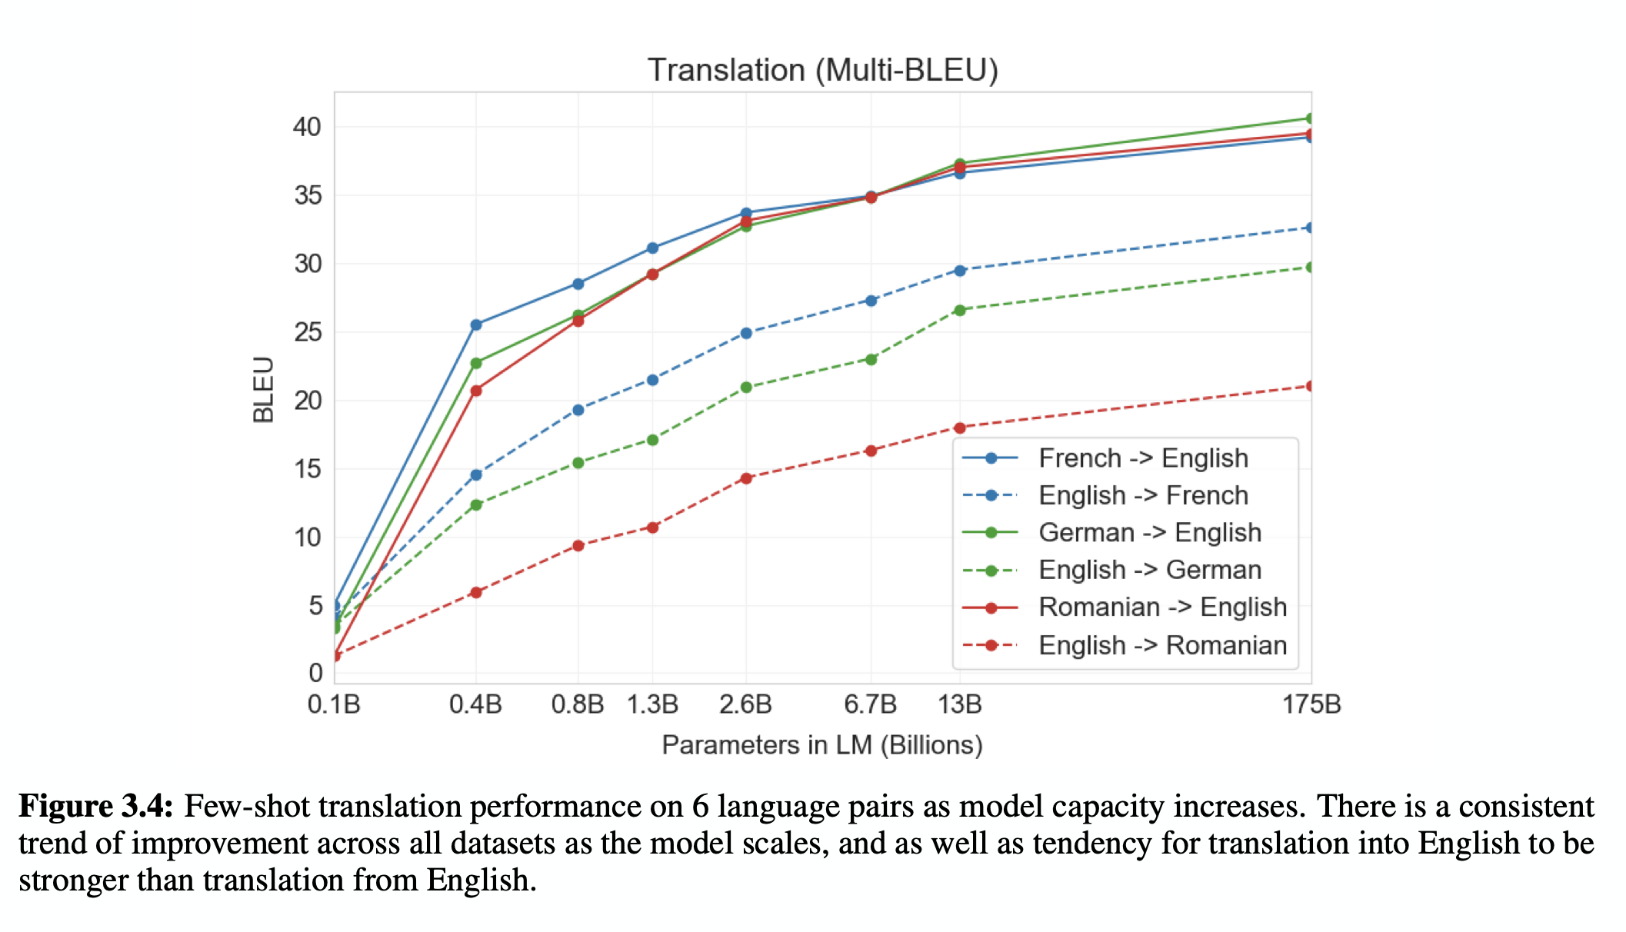 Translation (Multi-BLEU)
40
35
30
25
20
15
10
5
0
BLEU
French -> English
English -> French
German -> English
English -> German
Romanian -> English
English -> Romanian
0.1B 0.4B 0.8B 1.3B 2.6B 6.7B 13B 175B
Parameters in LM (Billions)
Figure 3.4: Few-shot translation performance on 6 language pairs as model capacity increases. There is a consistent
trend of improvement across all datasets as the model scales, and as well as tendency for translation into English to be
stronger than translation from English.